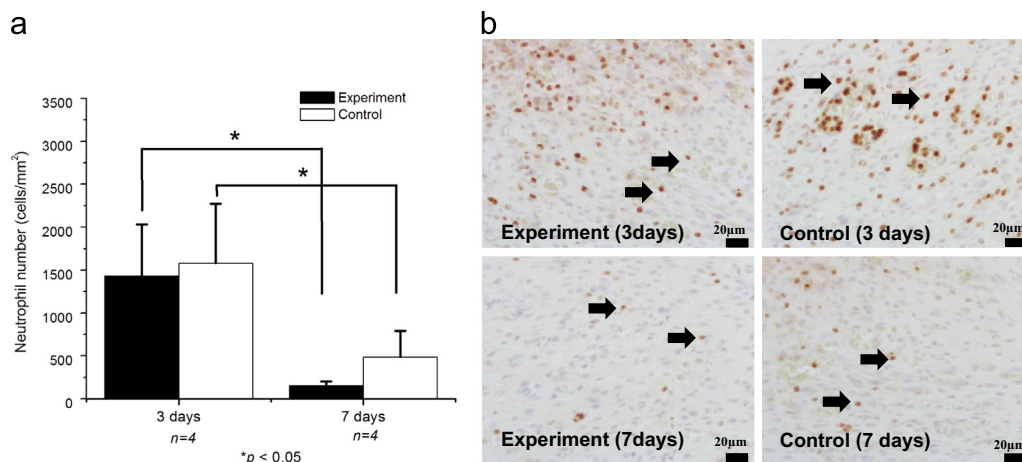 a
b
3500
3000
2500
2000
1500
1000
500
0
Neutrophil number (cells/mm²)
Experiment
Control
*
*
3 days
7 days
n=4
n=4
*p < 0.05
Experiment (3days)
20μm
Control (3 days)
20μm
Experiment (7days)
20μm
Control (7 days)
20μm